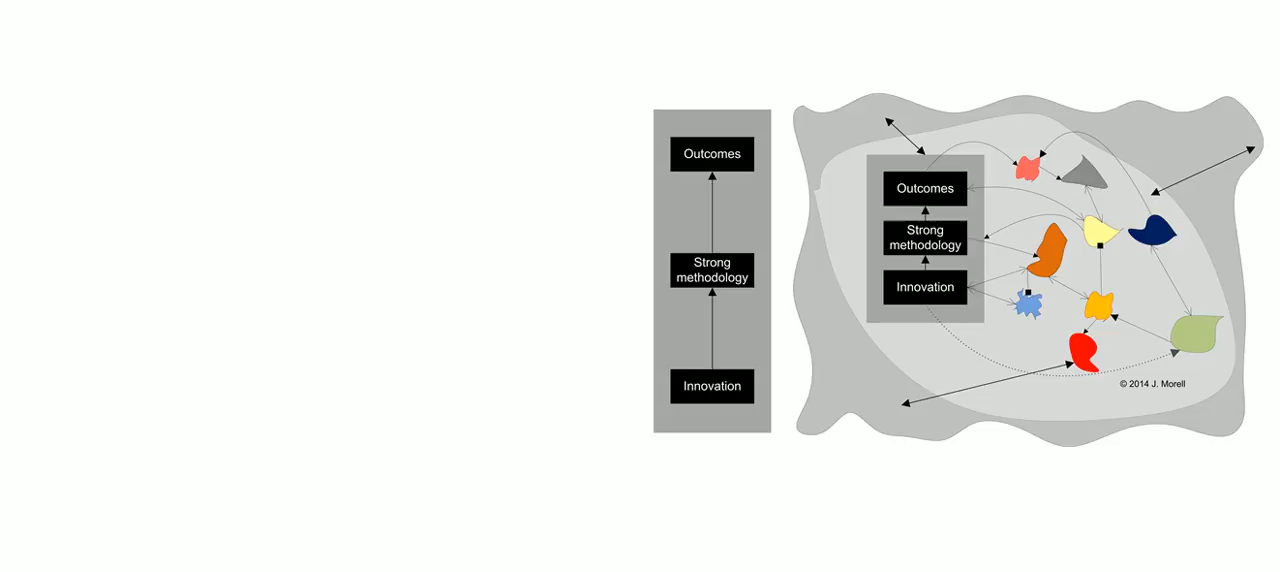 Outcomes
Strong
methodology
Innovation
Outcomes
Strong
methodology
Innovation
© 2014 J. Morell